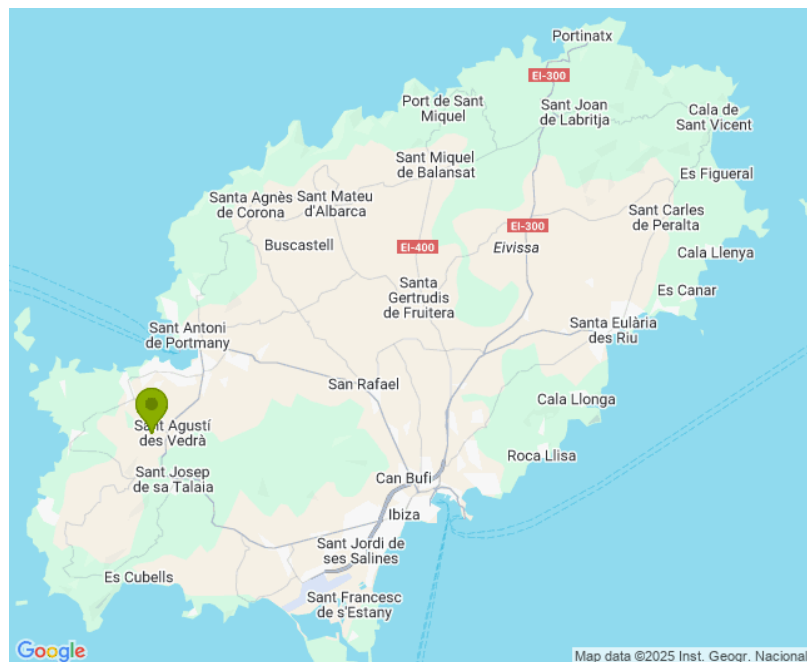 Portinatx
EI-300
Port de Sant
Miquel
Sant Joan
de Labritja
Cala de
Sant Vicent
Sant Miquel
de Balansat
Es Figueral
Santa Agnès
de Corona
Sant Mateu
d'Albarca
Sant Carles
de Peralta
EI-300
Buscastell
EI-400
Eivissa
Cala Llenya
Santa
Gertrudis
de Fruitera
Es Canar
Sant Antoni
de Portmany
Santa Eulària
des Riu
San Rafael
Cala Llonga
Sant Agustí
des Vedrà
Roca Llisa
Sant Josep
de sa Talaia
Can Bufi
Ibiza
Sant Jordi de
ses Salines
Es Cubells
Sant Francesc
de s'Estany
Google
Map data ©2025 Inst. Geogr. Nacional